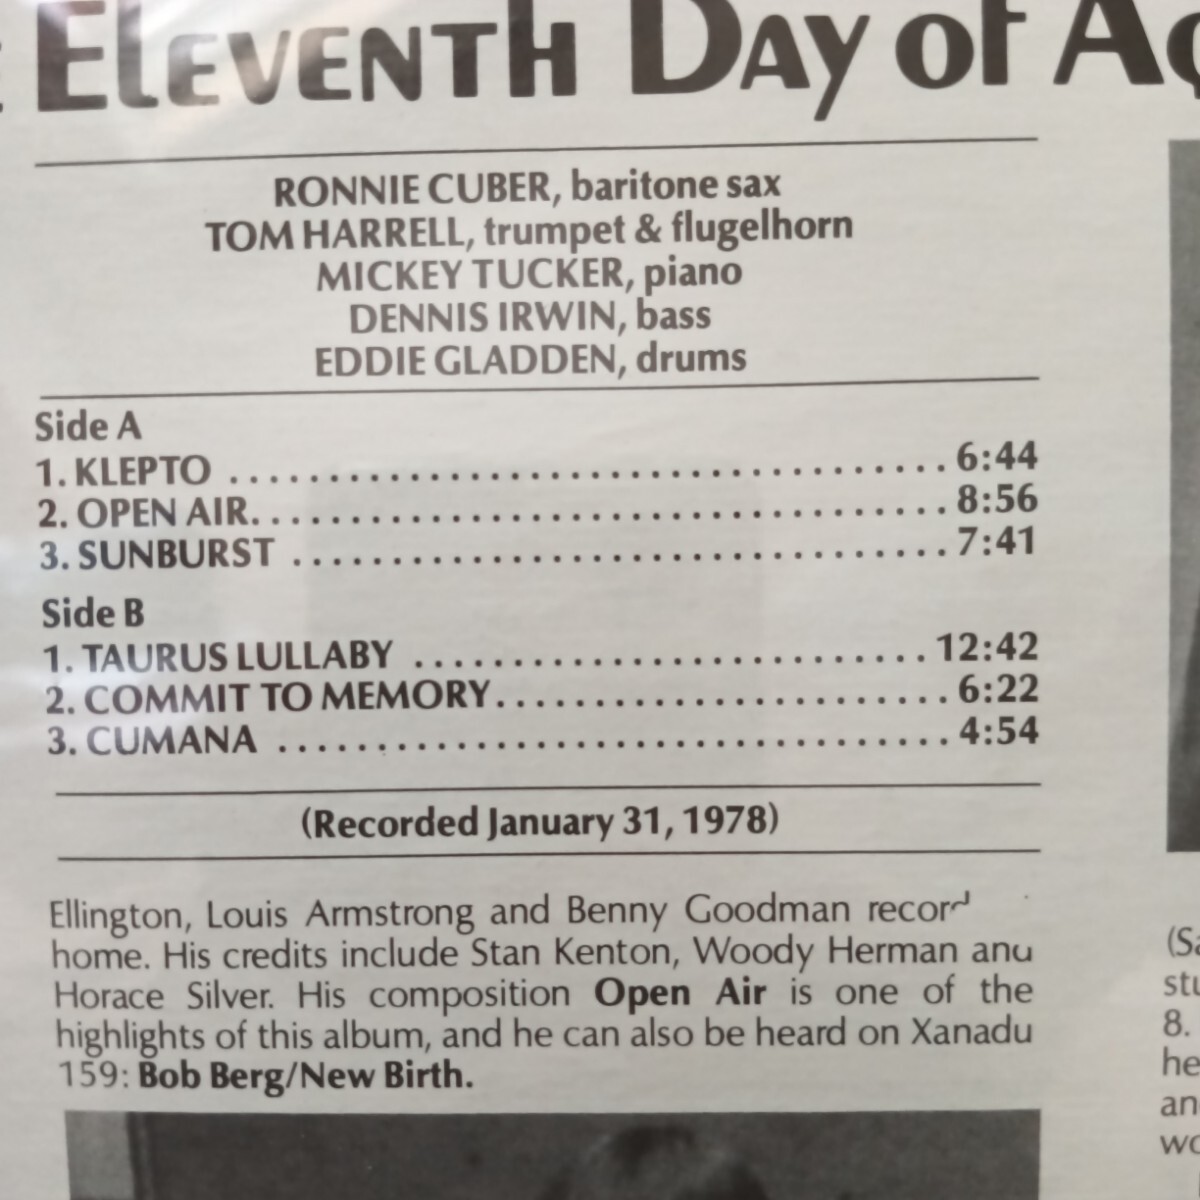 ELEVENTH DAY OF
RONNIE CUBER, baritone sax
TOM HARRELL, trumpet & flugelhorn
MICKEY TUCKER, piano
DENNIS IRWIN, bass
EDDIE GLADDEN, drums
Side A
1. KLEPTO ........................................ 6:44
2. OPEN AIR........................................ 8:56
3. SUNBURST .................................... 7:41
Side B
1. TAURUS LULLABY ............................ 12:42
2. COMMIT TO MEMORY........................... 6:22
3. CUMANA ..................................... 4:54
(Recorded January 31, 1978)
Ellington, Louis Armstrong and Benny Goodman
home. His credits include Stan Kenton, Woody Herman and
Horace Silver. His composition Open Air is one of the
highlights of this album, and he can also be heard on Xanadu
159: Bob Berg/New Birth.
8.